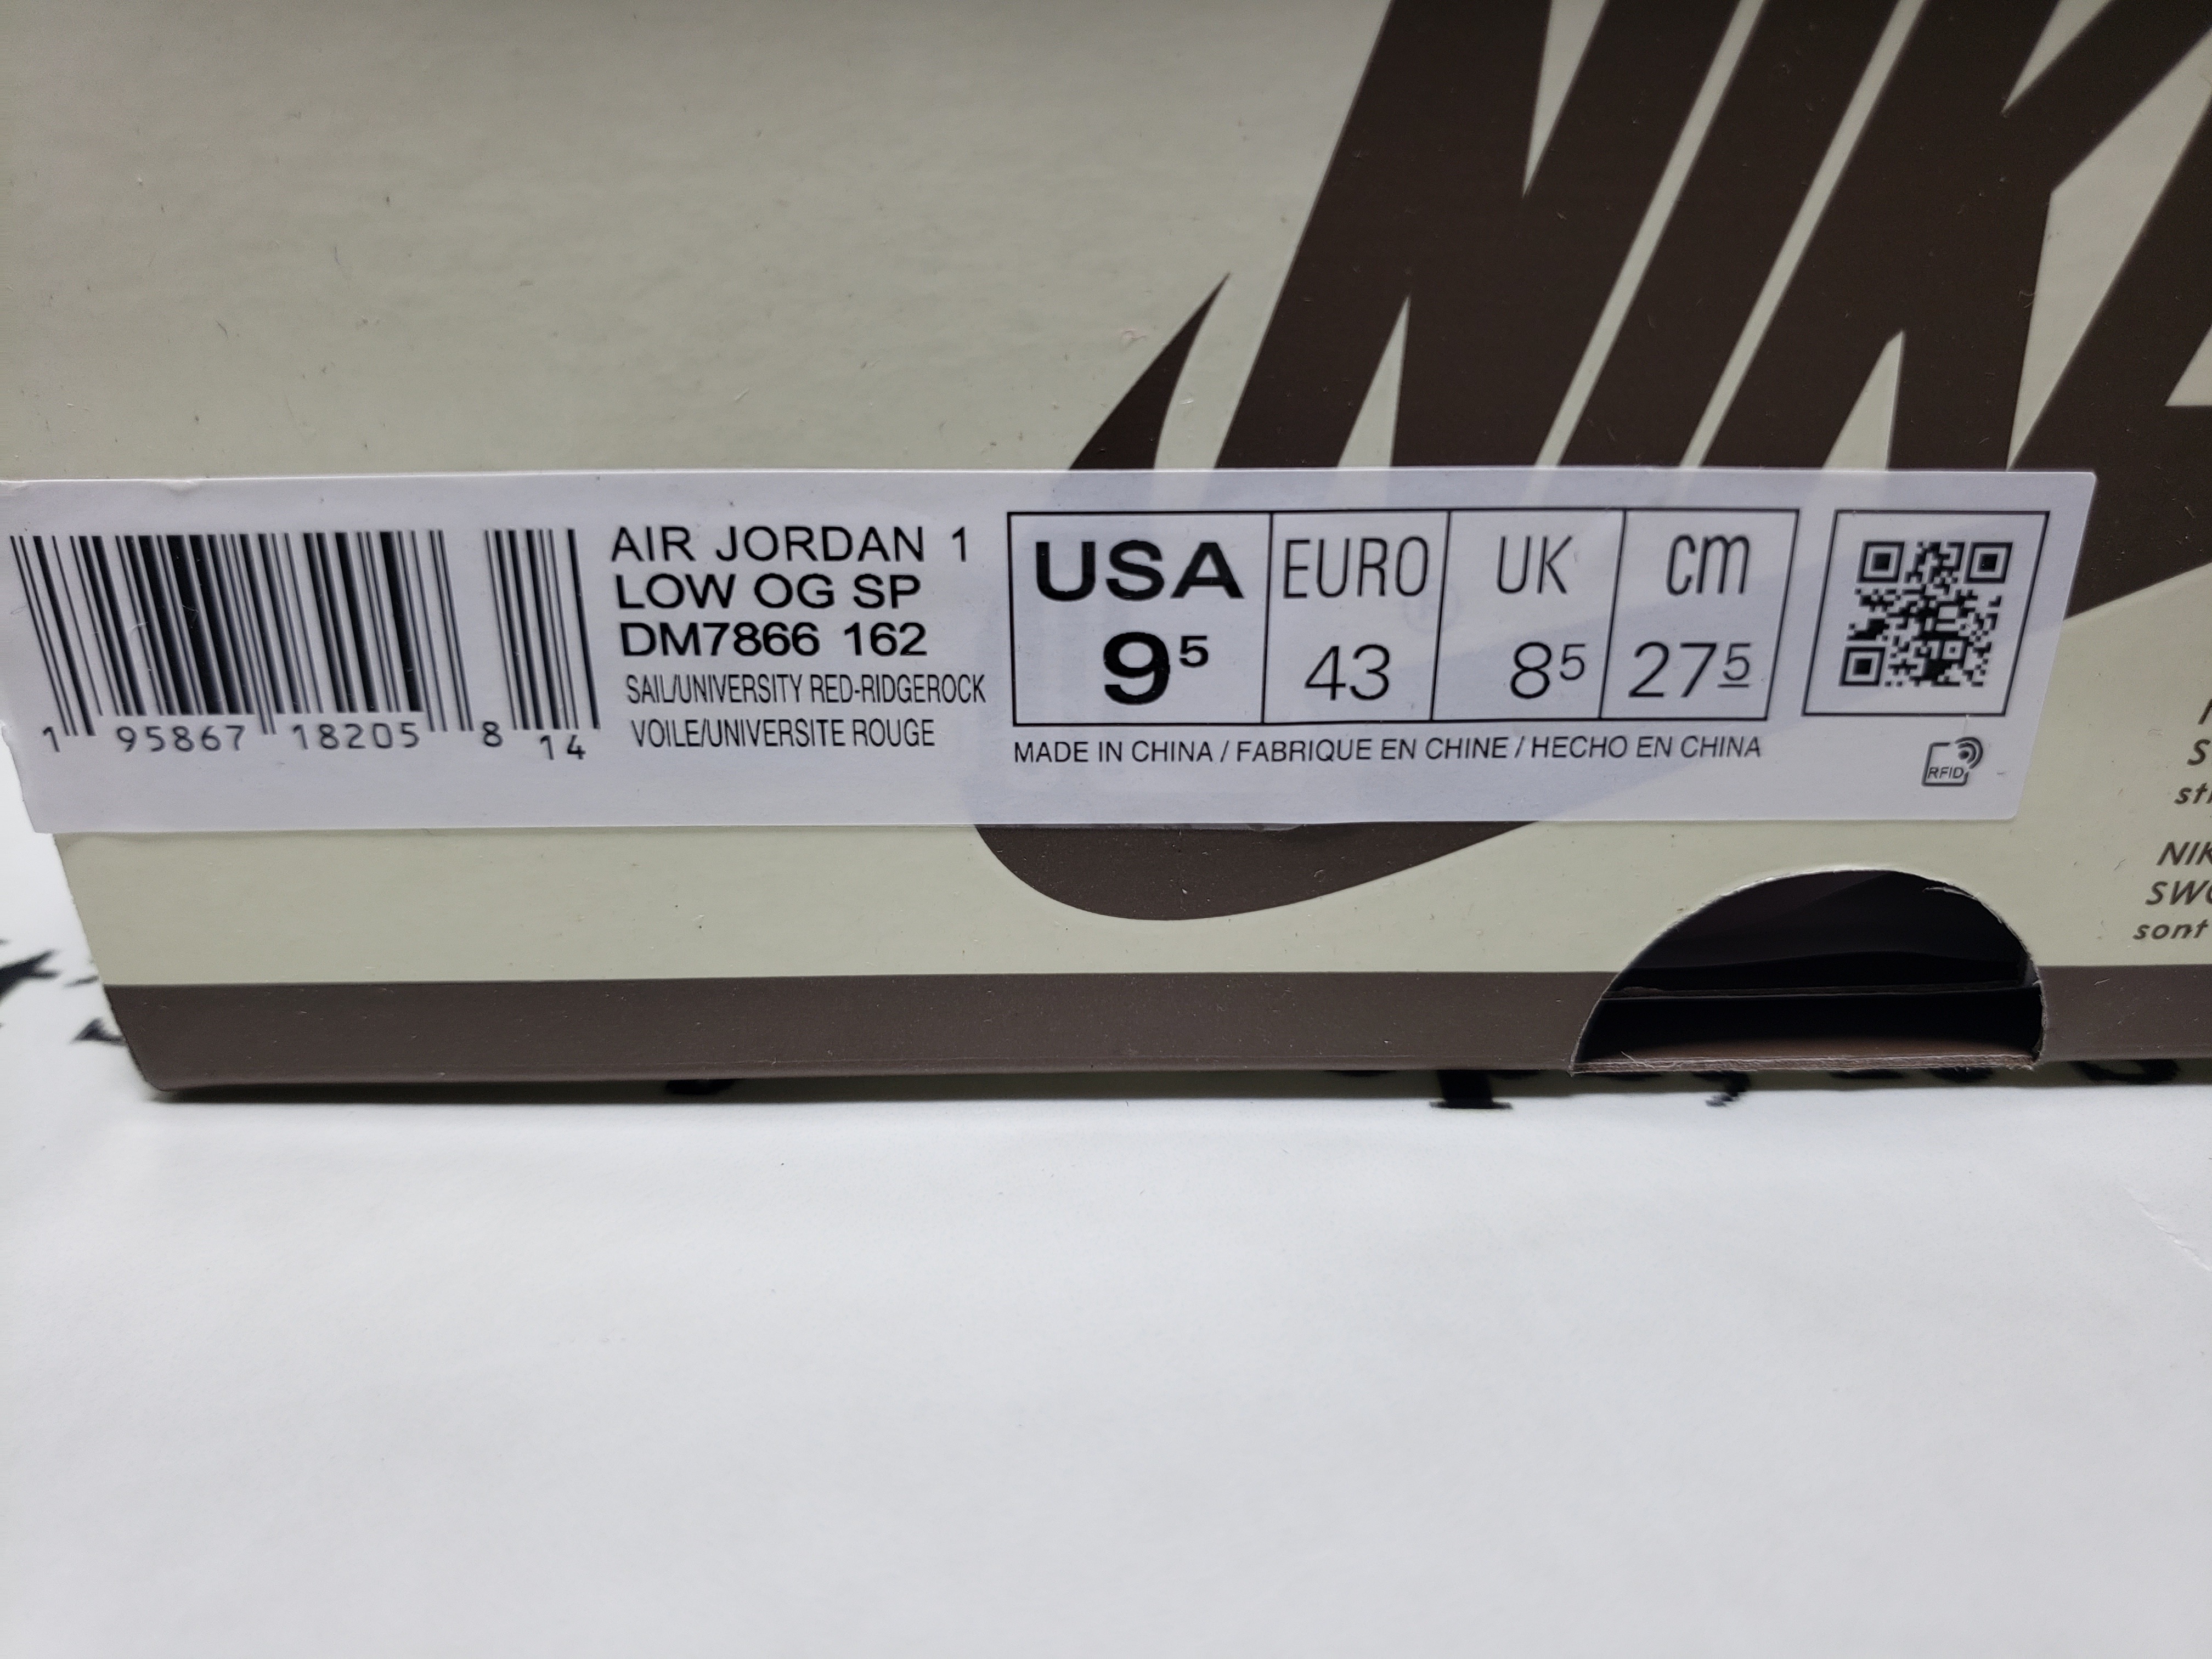 NIKE
AIR JORDAN 1
LOW OG SP
DM7866 162
SAIL/UNIVERSITY RED-RIDGEROCK
VOILE/UNIVERSITE ROUGE
1 95867 18205 8 14
USA EURO UK cm
9⁵ 43 8⁵ 27⁵
MADE IN CHINA / FABRIQUE EN CHINE / HECHO EN CHINA
RFID
sont